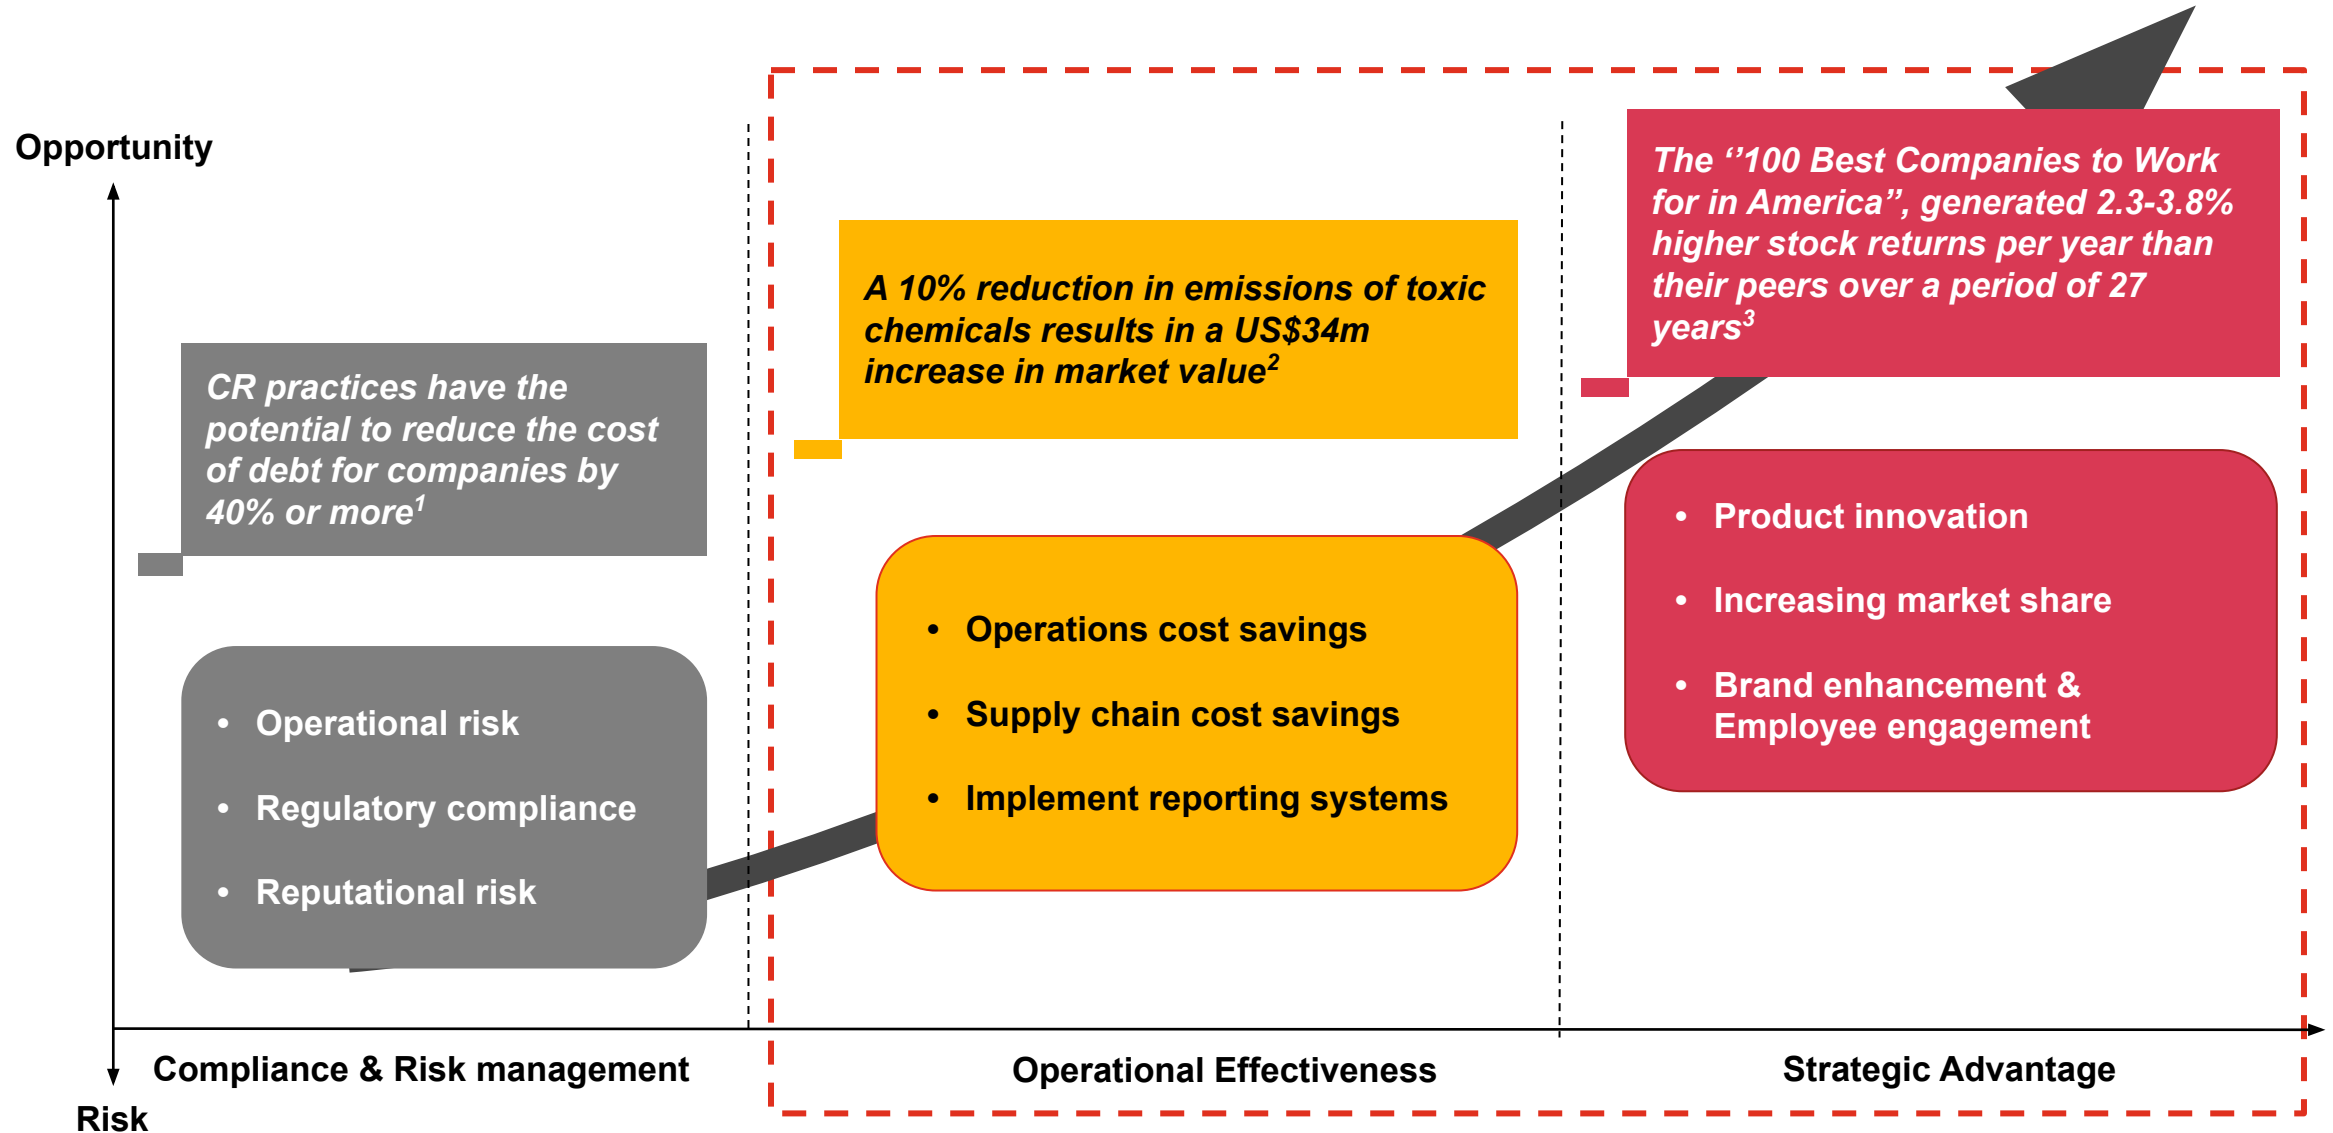 Opportunity
CR practices have the
potential to reduce the cost
of debt for companies by
40% or more1
• Operational risk
• Regulatory compliance
• Reputational risk
A 10% reduction in emissions of toxic
chemicals results in a US$34m
increase in market value2
• Operations cost savings
• Supply chain cost savings
• Implement reporting systems
The ‘’100 Best Companies to Work
for in America”, generated 2.3-3.8%
higher stock returns per year than
their peers over a period of 27
years3
• Product innovation
• Increasing market share
• Brand enhancement &
Employee engagement
Compliance & Risk management
Operational Effectiveness
Strategic Advantage
Risk